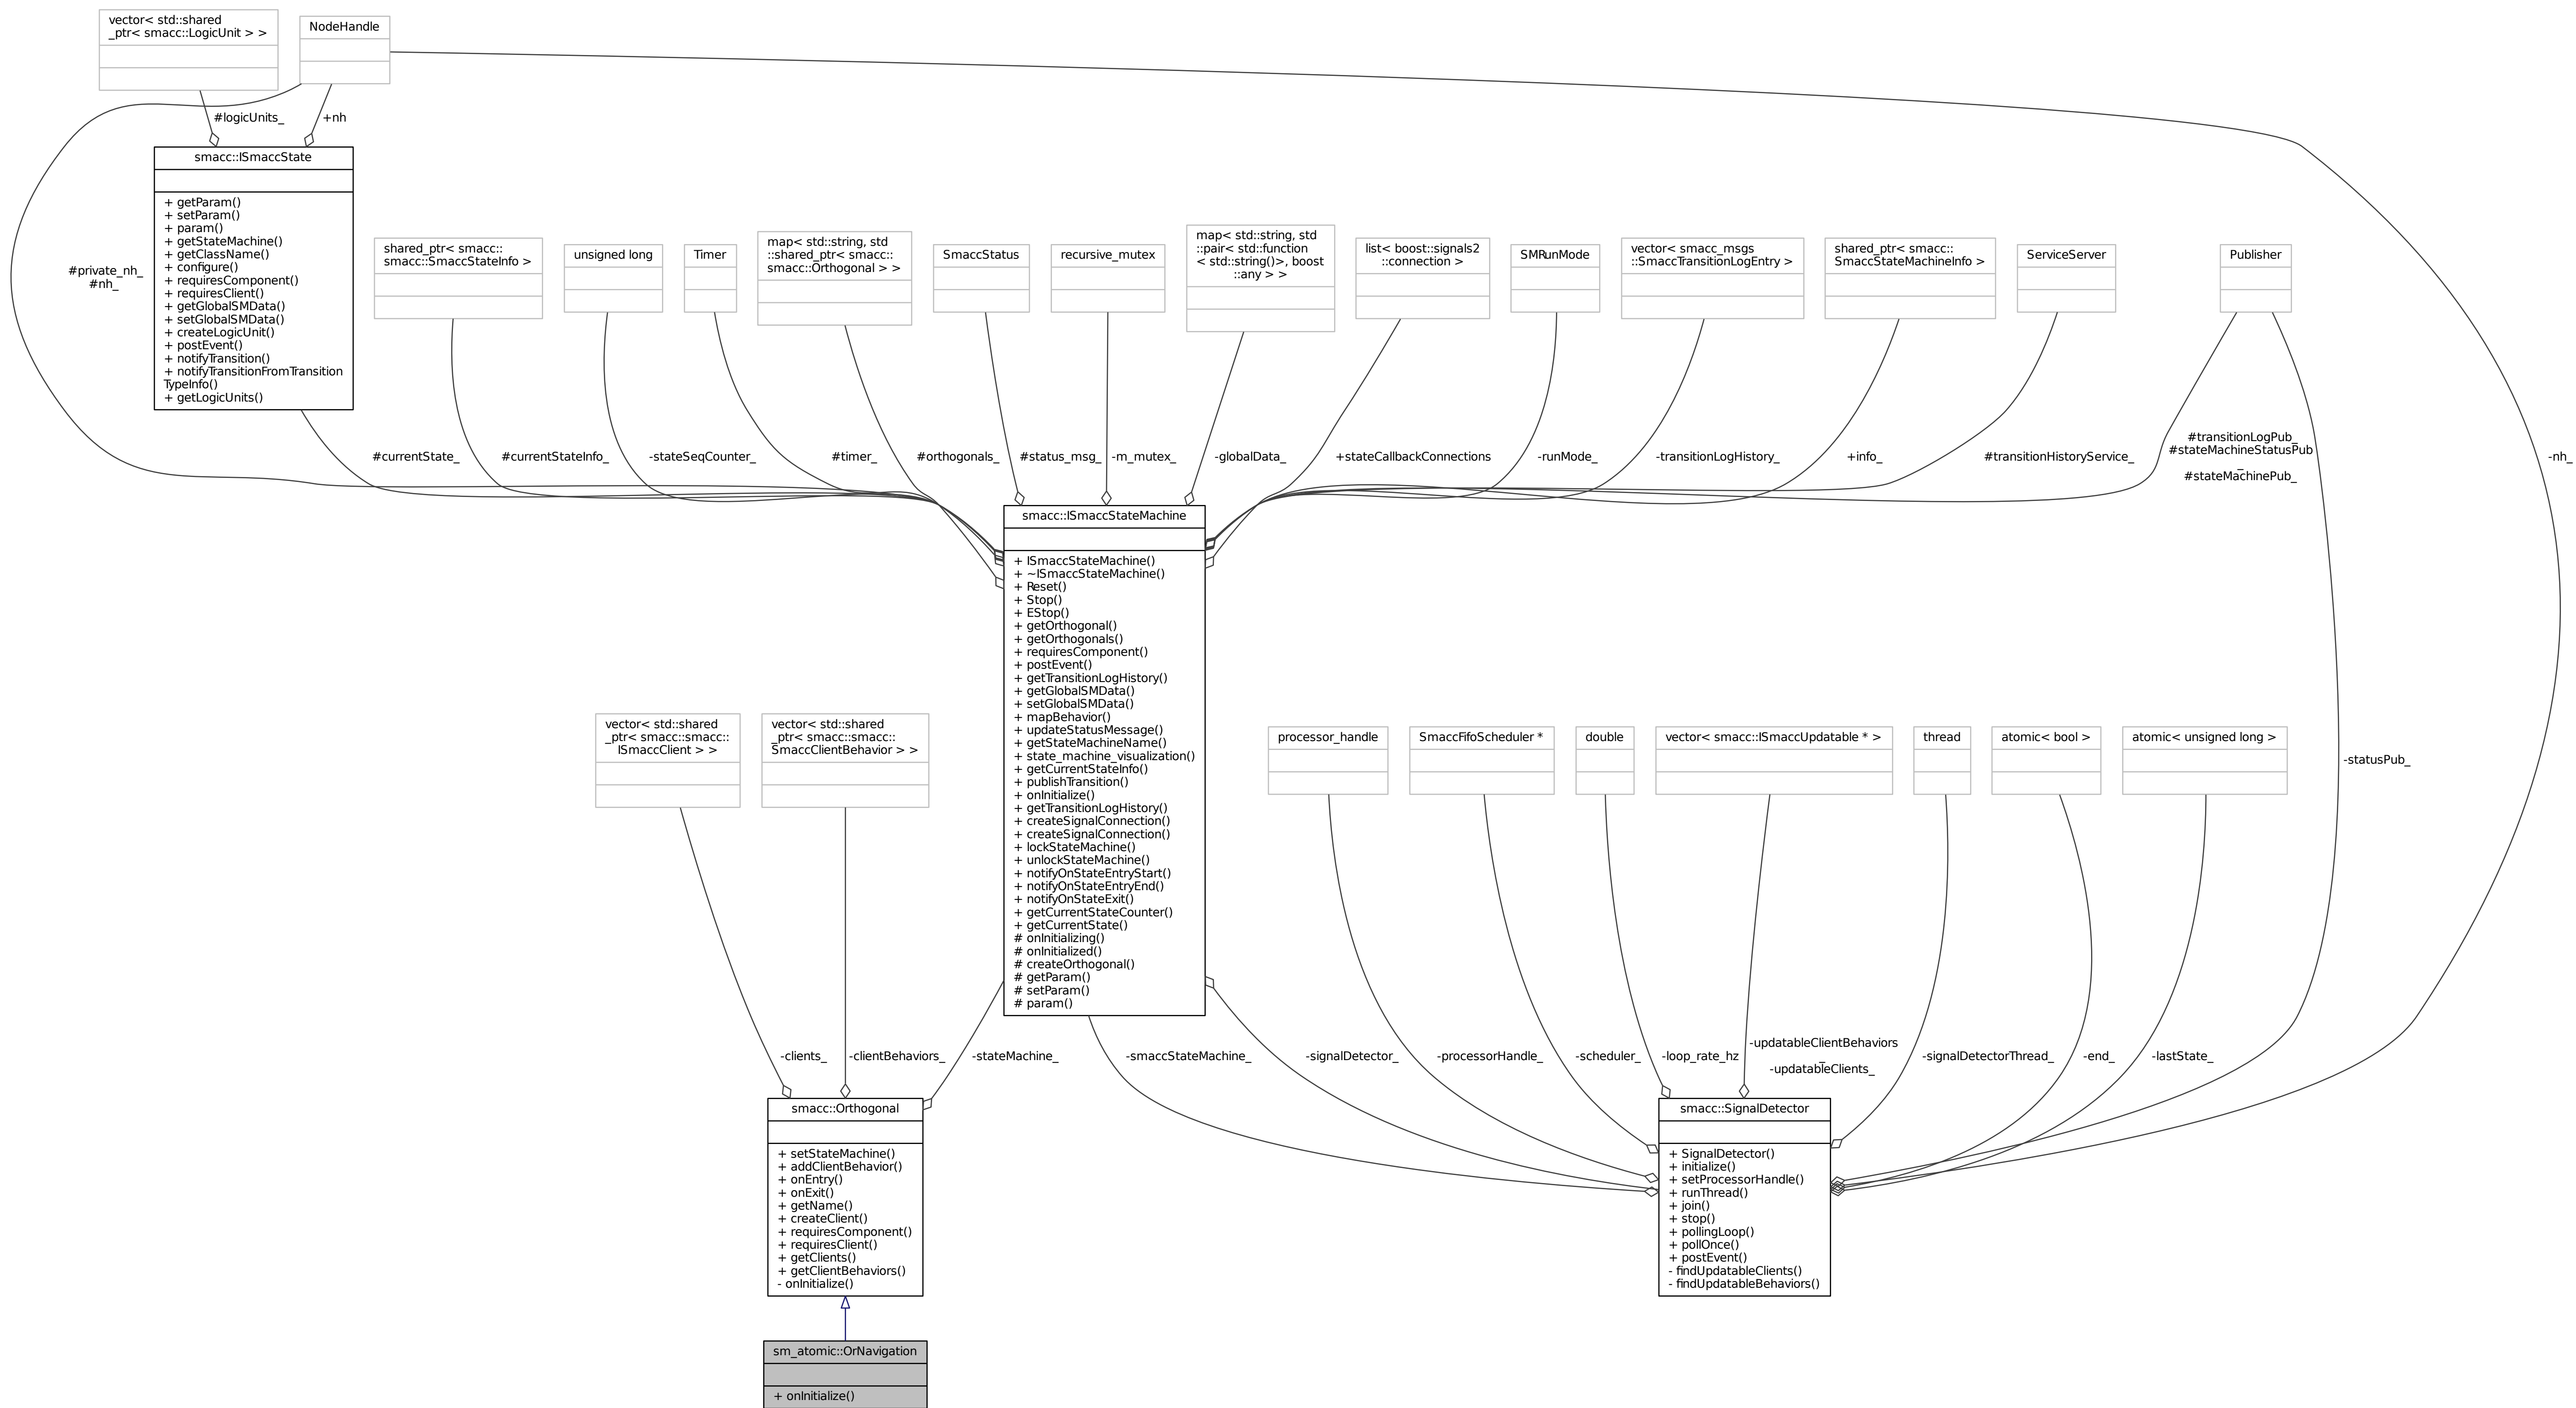 vector< std::shared
_ptr< smacc::LogicUnit > >
NodeHandle
#logicUnits_
+nh
smacc::ISmaccState
+ getParam()
+ setParam()
+ param()
+ getStateMachine()
+ getClassName()
+ configure()
+ requiresComponent()
+ requiresClient()
+ getGlobalSMData()
+ setGlobalSMData()
+ createLogicUnit()
+ postEvent()
+ notifyTransition()
+ notifyTransitionFromTransition
TypeInfo()
+ getLogicUnits()
#private_nh_
#nh_
shared_ptr< smacc::
smacc::SmaccStateInfo >
unsigned long
Timer
map< std::string, std
::shared_ptr< smacc::
smacc::Orthogonal > >
SmaccStatus
recursive_mutex
map< std::string, std
::pair< std::function
< std::string()>, boost
::any > >
list< boost::signals2
::connection >
SMRunMode
vector< smacc_msgs
::SmaccTransitionLogEntry >
shared_ptr< smacc::
SmaccStateMachineInfo >
ServiceServer
Publisher
#currentState_
#currentStateInfo_
-stateSeqCounter_
#timer_
#orthogonals_
#status_msg_
-m_mutex_
-globalData_
+stateCallbackConnections
-runMode_
-transitionLogHistory_
+info_
#transitionHistoryService_
#transitionLogPub_
#stateMachineStatusPub
_
#stateMachinePub_
-nh_
smacc::ISmaccStateMachine
+ ISmaccStateMachine()
+ ~ISmaccStateMachine()
+ Reset()
+ Stop()
+ EStop()
+ getOrthogonal()
+ getOrthogonals()
+ requiresComponent()
+ postEvent()
+ getTransitionLogHistory()
+ getGlobalSMData()
+ setGlobalSMData()
+ mapBehavior()
+ updateStatusMessage()
+ getStateMachineName()
+ state_machine_visualization()
+ getCurrentStateInfo()
+ publishTransition()
+ onInitialize()
+ getTransitionLogHistory()
+ createSignalConnection()
+ createSignalConnection()
+ lockStateMachine()
+ unlockStateMachine()
+ notifyOnStateEntryStart()
+ notifyOnStateEntryEnd()
+ notifyOnStateExit()
+ getCurrentStateCounter()
+ getCurrentState()
# onInitializing()
# onInitialized()
# createOrthogonal()
# getParam()
# setParam()
# param()
vector< std::shared
_ptr< smacc::smacc::
ISmaccClient > >
vector< std::shared
_ptr< smacc::smacc::
SmaccClientBehavior > >
processor_handle
SmaccFifoScheduler *
double
vector< smacc::ISmaccUpdatable * >
thread
atomic< bool >
atomic< unsigned long >
-statusPub_
-clients_
-clientBehaviors_
-stateMachine_
-smaccStateMachine_
-signalDetector_
-processorHandle_
-scheduler_
-loop_rate_hz
-updatableClientBehaviors
_
-updatableClients_
-signalDetectorThread_
-end_
-lastState_
smacc::Orthogonal
+ setStateMachine()
+ addClientBehavior()
+ onEntry()
+ onExit()
+ getName()
+ createClient()
+ requiresComponent()
+ requiresClient()
+ getClients()
+ getClientBehaviors()
- onInitialize()
smacc::SignalDetector
+ SignalDetector()
+ initialize()
+ setProcessorHandle()
+ runThread()
+ join()
+ stop()
+ pollingLoop()
+ pollOnce()
+ postEvent()
- findUpdatableClients()
- findUpdatableBehaviors()
sm_atomic::OrNavigation
+ onInitialize()